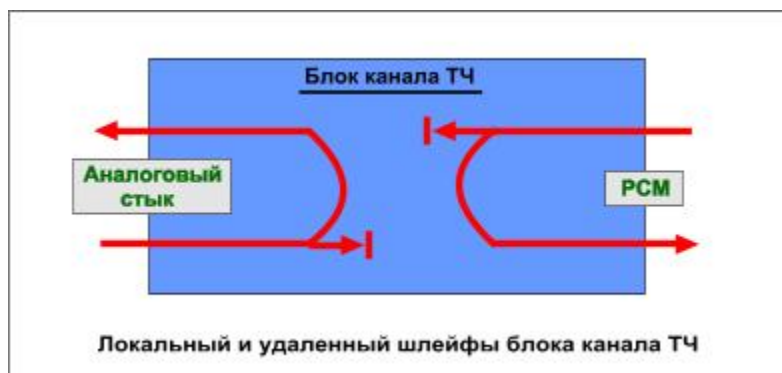 Блок канала ТЧ
Аналоговый
стык
PCM
Локальный и удаленный шлейфы блока канала ТЧ